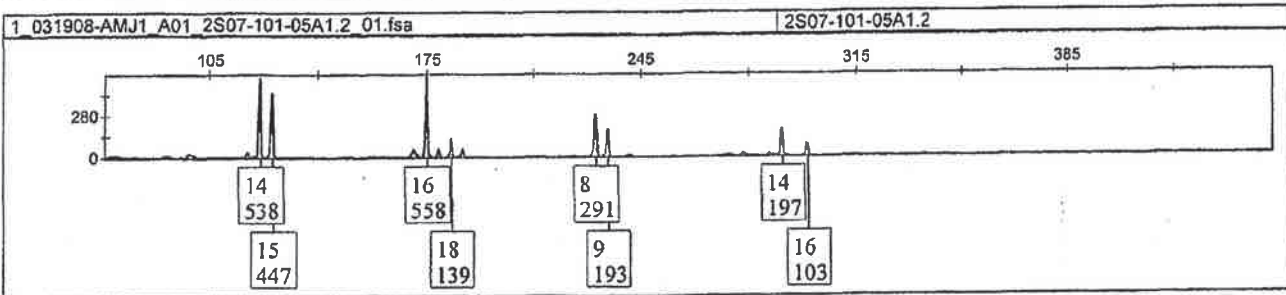 1_031908-AMJ1_A01_2S07-101-05A1.2_01.fsa 2S07-101-05A1.2
105 175 245 315 385
280
0
14 16 8 14
538 558 291 197
15 18 9 16
447 139 193 103